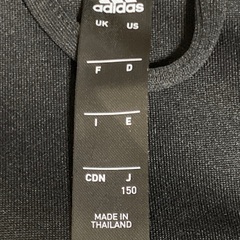 adidas
UK US
F D
I E
CDN J
150
MADE IN
THAILAND